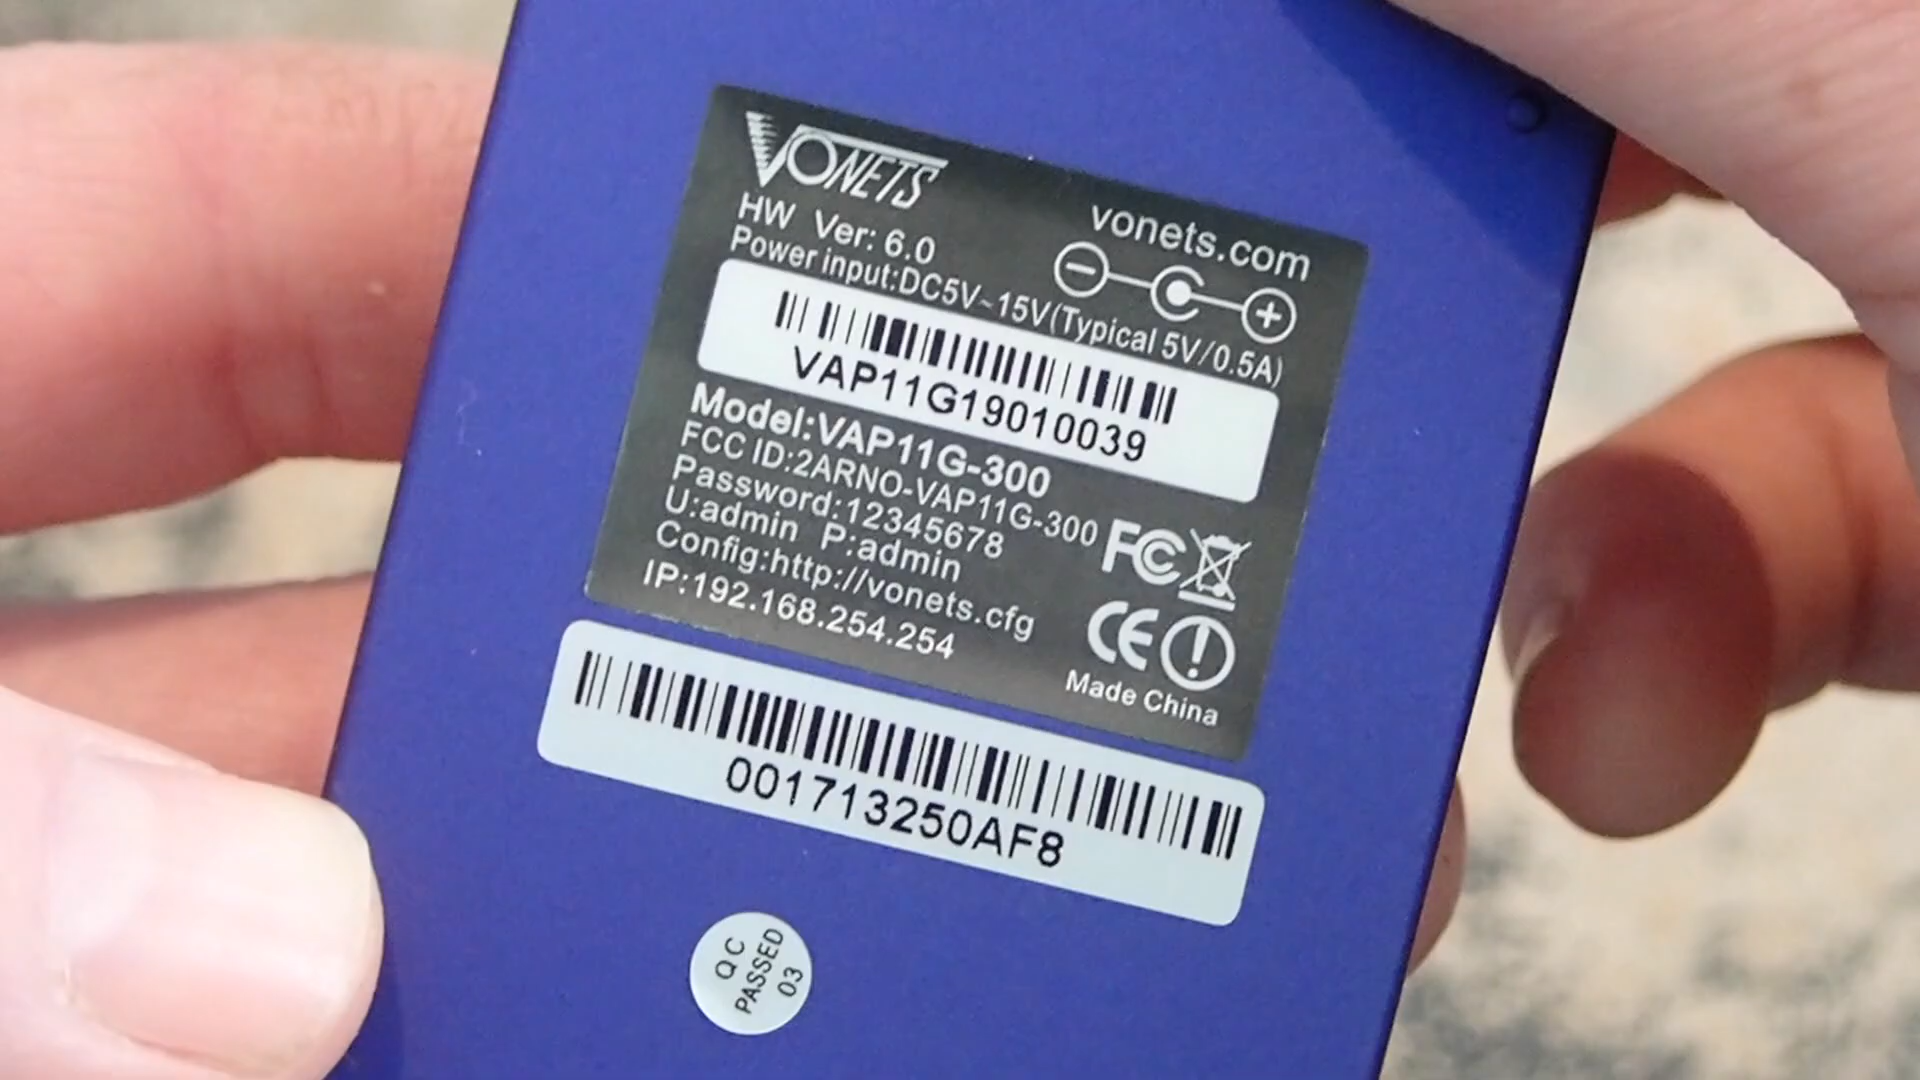 VONETS
vonets.com
HW Ver: 6.0
Power input:DC5V~15V(Typical 5V/0.5A)
VAP11G19010039
Model:VAP11G-300
FCC ID:2ARNO-VAP11G-300
Password:12345678
U:admin P:admin
Config:http://vonets.cfg
IP:192.168.254.254
FC
CE
Made China
001713250AF8
QC
PASSED
03